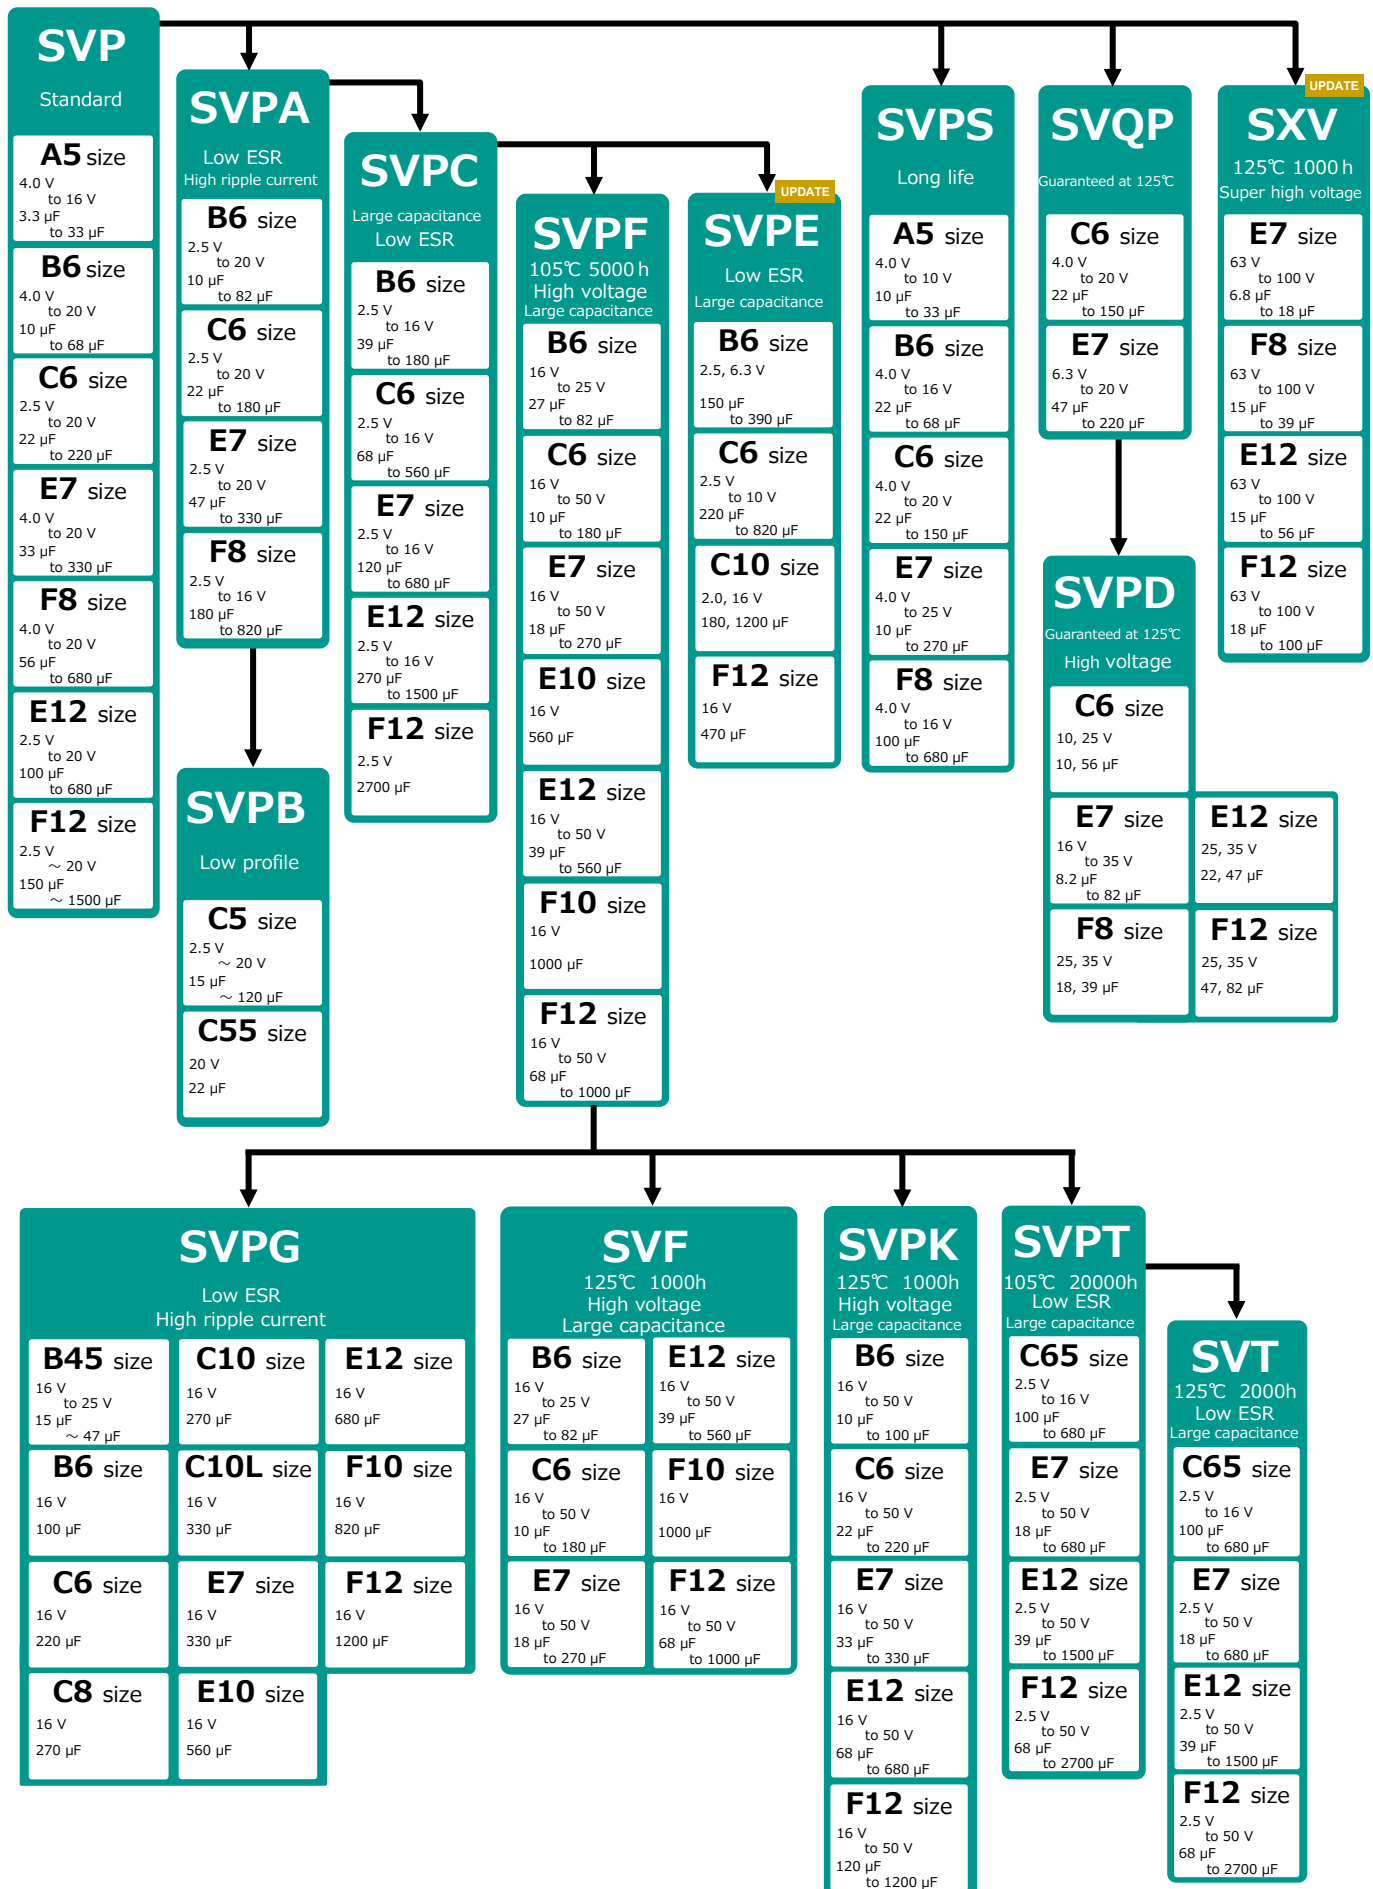 SVP
Standard
A5 size
4.0 V
to 16 V
3.3 µF
to 33 µF
B6 size
4.0 V
to 20 V
10 µF
to 68 µF
C6 size
2.5 V
to 20 V
22 µF
to 220 µF
E7 size
4.0 V
to 20 V
33 µF
to 330 µF
F8 size
4.0 V
to 20 V
56 µF
to 680 µF
E12 size
2.5 V
to 20 V
100 µF
to 680 µF
F12 size
2.5 V
～ 20 V
150 µF
～ 1500 µF
SVPA
Low ESR
High ripple current
B6 size
2.5 V
to 20 V
10 µF
to 82 µF
C6 size
2.5 V
to 20 V
22 µF
to 180 µF
E7 size
2.5 V
to 20 V
47 µF
to 330 µF
F8 size
2.5 V
to 16 V
180 µF
to 820 µF
SVPB
Low profile
C5 size
2.5 V
～ 20 V
15 µF
～ 120 µF
C55 size
20 V
22 µF
SVPC
Large capacitance
Low ESR
B6 size
2.5 V
to 16 V
39 µF
to 180 µF
C6 size
2.5 V
to 16 V
68 µF
to 560 µF
E7 size
2.5 V
to 16 V
120 µF
to 680 µF
E12 size
2.5 V
to 16 V
270 µF
to 1500 µF
F12 size
2.5 V
2700 µF
SVPF
105℃ 5000 h
High voltage
Large capacitance
B6 size
16 V
to 25 V
27 µF
to 82 µF
C6 size
16 V
to 50 V
10 µF
to 180 µF
E7 size
16 V
to 50 V
18 µF
to 270 µF
E10 size
16 V
560 µF
E12 size
16 V
to 50 V
39 µF
to 560 µF
F10 size
16 V
1000 µF
F12 size
16 V
to 50 V
68 µF
to 1000 µF
UPDATE
SVPE
Low ESR
Large capacitance
B6 size
2.5, 6.3 V
150 µF
to 390 µF
C6 size
2.5 V
to 10 V
220 µF
to 820 µF
C10 size
2.0, 16 V
180, 1200 µF
F12 size
16 V
470 µF
SVPS
Long life
A5 size
4.0 V
to 10 V
10 µF
to 33 µF
B6 size
4.0 V
to 16 V
22 µF
to 68 µF
C6 size
4.0 V
to 20 V
22 µF
to 150 µF
E7 size
4.0 V
to 25 V
10 µF
to 270 µF
F8 size
4.0 V
to 16 V
100 µF
to 680 µF
SVQP
Guaranteed at 125℃
C6 size
4.0 V
to 20 V
22 µF
to 150 µF
E7 size
6.3 V
to 20 V
47 µF
to 220 µF
SVPD
Guaranteed at 125℃
High voltage
C6 size
10, 25 V
10, 56 µF
E7 size
16 V
to 35 V
8.2 µF
to 82 µF
F8 size
25, 35 V
18, 39 µF
E12 size
25, 35 V
22, 47 µF
F12 size
25, 35 V
47, 82 µF
UPDATE
SXV
125℃ 1000 h
Super high voltage
E7 size
63 V
to 100 V
6.8 µF
to 18 µF
F8 size
63 V
to 100 V
15 µF
to 39 µF
E12 size
63 V
to 100 V
15 µF
to 56 µF
F12 size
63 V
to 100 V
18 µF
to 100 µF
SVPG
Low ESR
High ripple current
B45 size
16 V
to 25 V
15 µF
～ 47 µF
B6 size
16 V
100 µF
C6 size
16 V
220 µF
C8 size
16 V
270 µF
C10 size
16 V
270 µF
C10L size
16 V
330 µF
E7 size
16 V
330 µF
E10 size
16 V
560 µF
E12 size
16 V
680 µF
F10 size
16 V
820 µF
F12 size
16 V
1200 µF
SVF
125℃ 1000h
High voltage
Large capacitance
B6 size
16 V
to 25 V
27 µF
to 82 µF
C6 size
16 V
to 50 V
10 µF
to 180 µF
E7 size
16 V
to 50 V
18 µF
to 270 µF
E12 size
16 V
to 50 V
39 µF
to 560 µF
F10 size
16 V
1000 µF
F12 size
16 V
to 50 V
68 µF
to 1000 µF
SVPK
125℃ 1000h
High voltage
Large capacitance
B6 size
16 V
to 50 V
10 µF
to 100 µF
C6 size
16 V
to 50 V
22 µF
to 220 µF
E7 size
16 V
to 50 V
33 µF
to 330 µF
E12 size
16 V
to 50 V
68 µF
to 680 µF
F12 size
16 V
to 50 V
120 µF
to 1200 µF
SVPT
105℃ 20000h
Low ESR
Large capacitance
C65 size
2.5 V
to 16 V
100 µF
to 680 µF
E7 size
2.5 V
to 50 V
18 µF
to 680 µF
E12 size
2.5 V
to 50 V
39 µF
to 1500 µF
F12 size
2.5 V
to 50 V
68 µF
to 2700 µF
SVT
125℃ 2000h
Low ESR
Large capacitance
C65 size
2.5 V
to 16 V
100 µF
to 680 µF
E7 size
2.5 V
to 50 V
18 µF
to 680 µF
E12 size
2.5 V
to 50 V
39 µF
to 1500 µF
F12 size
2.5 V
to 50 V
68 µF
to 2700 µF